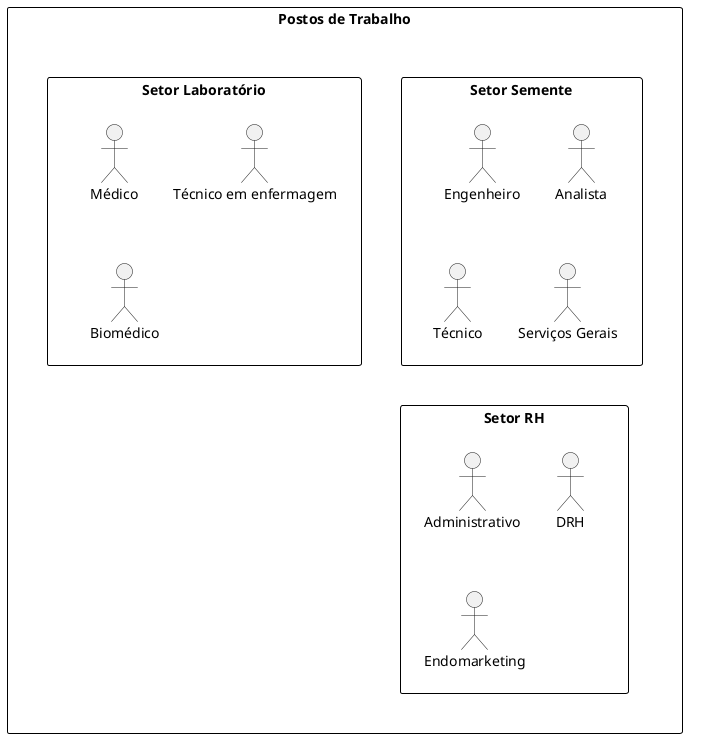 Postos de Trabalho
Setor Laboratório
Médico
Técnico em enfermagem
Biomédico
Setor Semente
Engenheiro
Analista
Técnico
Serviços Gerais
Setor RH
Administrativo
DRH
Endomarketing